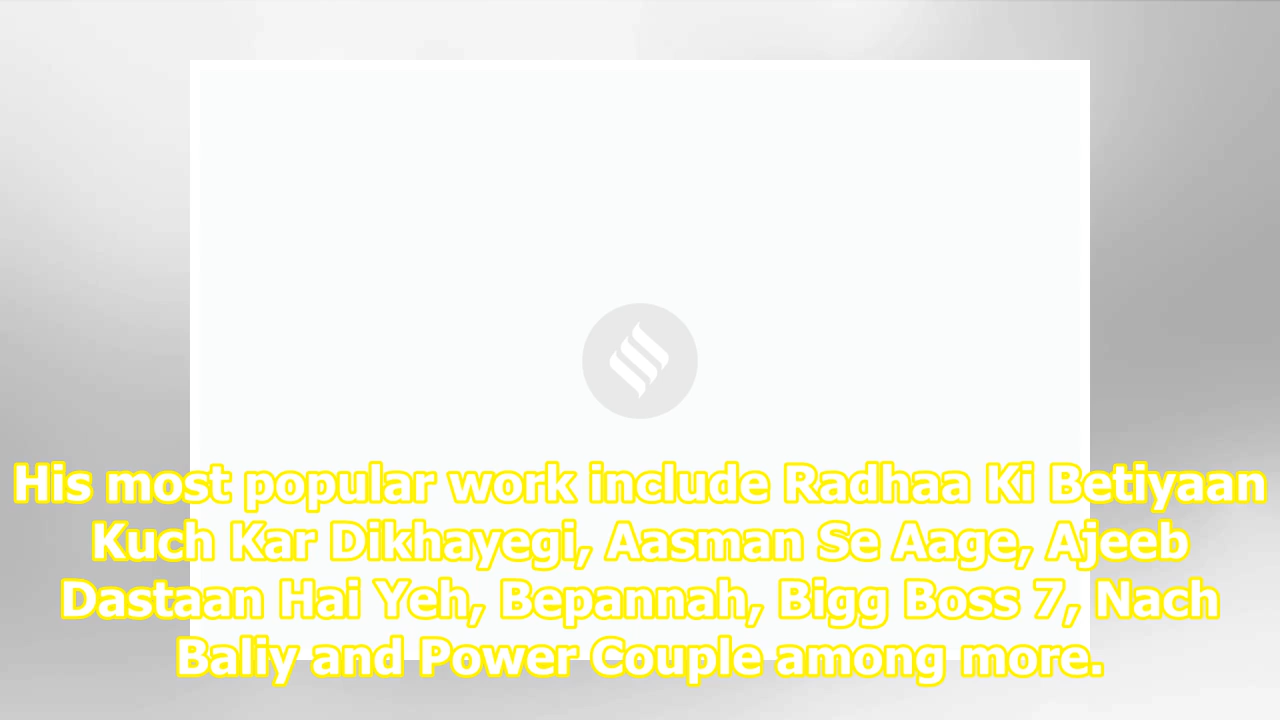 His most popular work include Radhaa Ki Betiyaan
Kuch Kar Dikhayegi, Aasman Se Aage, Ajeeb
Dastaan Hai Yeh, Bepannah, Bigg Boss 7, Nach
Baliy and Power Couple among more.